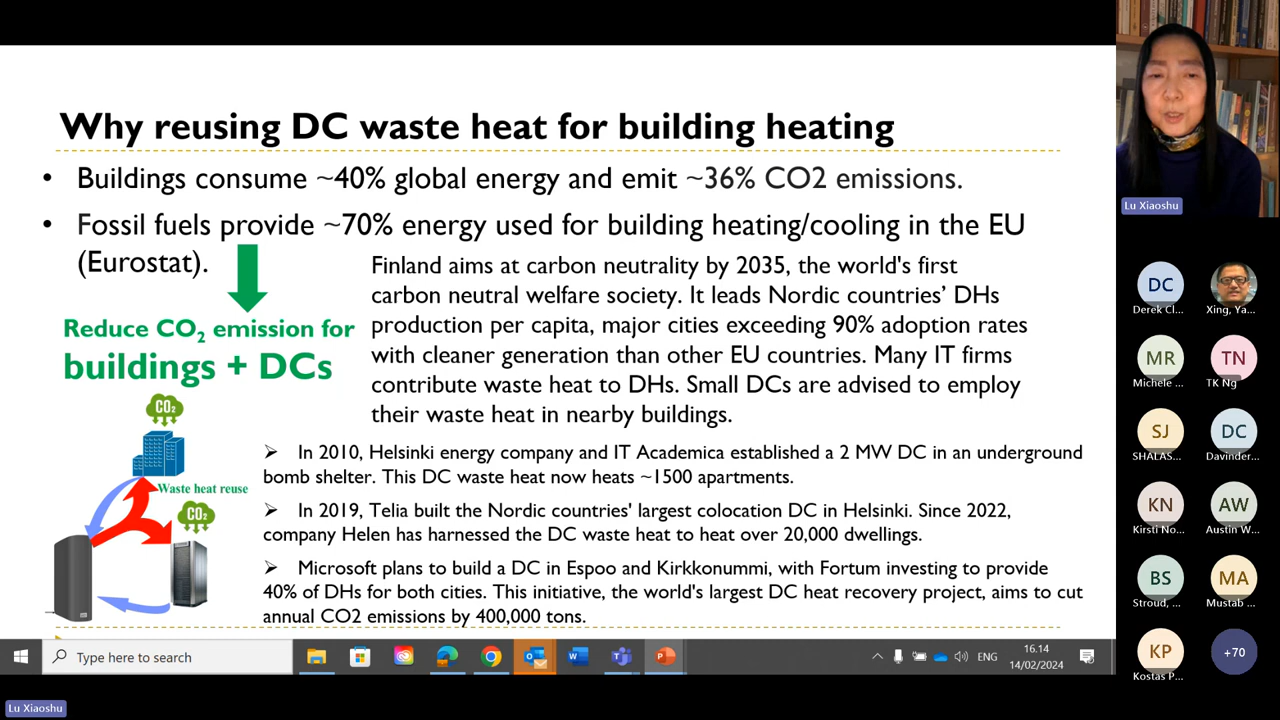 Why reusing DC waste heat for building heating
• Buildings consume ~40% global energy and emit ~36% CO2 emissions.
• Fossil fuels provide ~70% energy used for building heating/cooling in the EU
(Eurostat).
Reduce CO₂ emission for
buildings + DCs
CO2
Waste heat reuse
CO2
Finland aims at carbon neutrality by 2035, the world's first
carbon neutral welfare society. It leads Nordic countries’ DHs
production per capita, major cities exceeding 90% adoption rates
with cleaner generation than other EU countries. Many IT firms
contribute waste heat to DHs. Small DCs are advised to employ
their waste heat in nearby buildings.
➢ In 2010, Helsinki energy company and IT Academica established a 2 MW DC in an underground
bomb shelter. This DC waste heat now heats ~1500 apartments.
➢ In 2019, Telia built the Nordic countries' largest colocation DC in Helsinki. Since 2022,
company Helen has harnessed the DC waste heat to heat over 20,000 dwellings.
➢ Microsoft plans to build a DC in Espoo and Kirkkonummi, with Fortum investing to provide
40% of DHs for both cities. This initiative, the world's largest DC heat recovery project, aims to cut
annual CO2 emissions by 400,000 tons.
Type here to search
ENG
16.14
14/02/2024
Lu Xiaoshu
DC
Derek Cl...
Xing, Ya...
MR
Michele ...
TN
TK Ng
SJ
SHALAS...
DC
Davinder...
KN
Kirsti No...
AW
Austin W...
BS
Stroud, ...
MA
Mustab ...
KP
Kostas P...
+70
Lu Xiaoshu